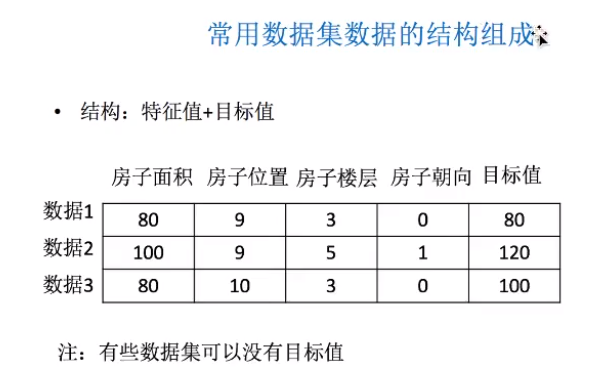 常用数据集数据的结构组成
• 结构：特征值+目标值
房子面积 房子位置 房子楼层 房子朝向 目标值
数据1 80 9 3 0 80
数据2 100 9 5 1 120
数据3 80 10 3 0 100
注：有些数据集可以没有目标值